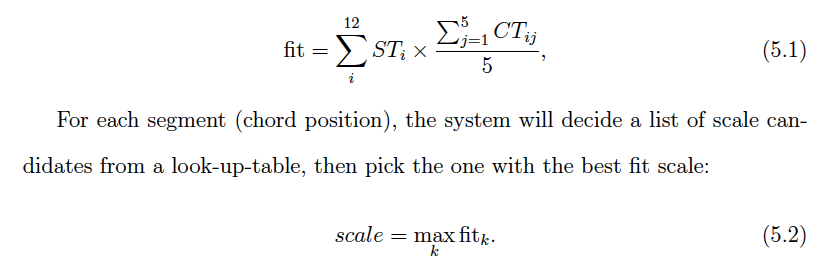 fit = \sum_{i}^{12} ST_i \times \frac{\sum_{j=1}^{5} CT_{ij}}{5}, (5.1)
For each segment (chord position), the system will decide a list of scale can-
didates from a look-up-table, then pick the one with the best fit scale:
scale = \max_{k} fit_k. (5.2)